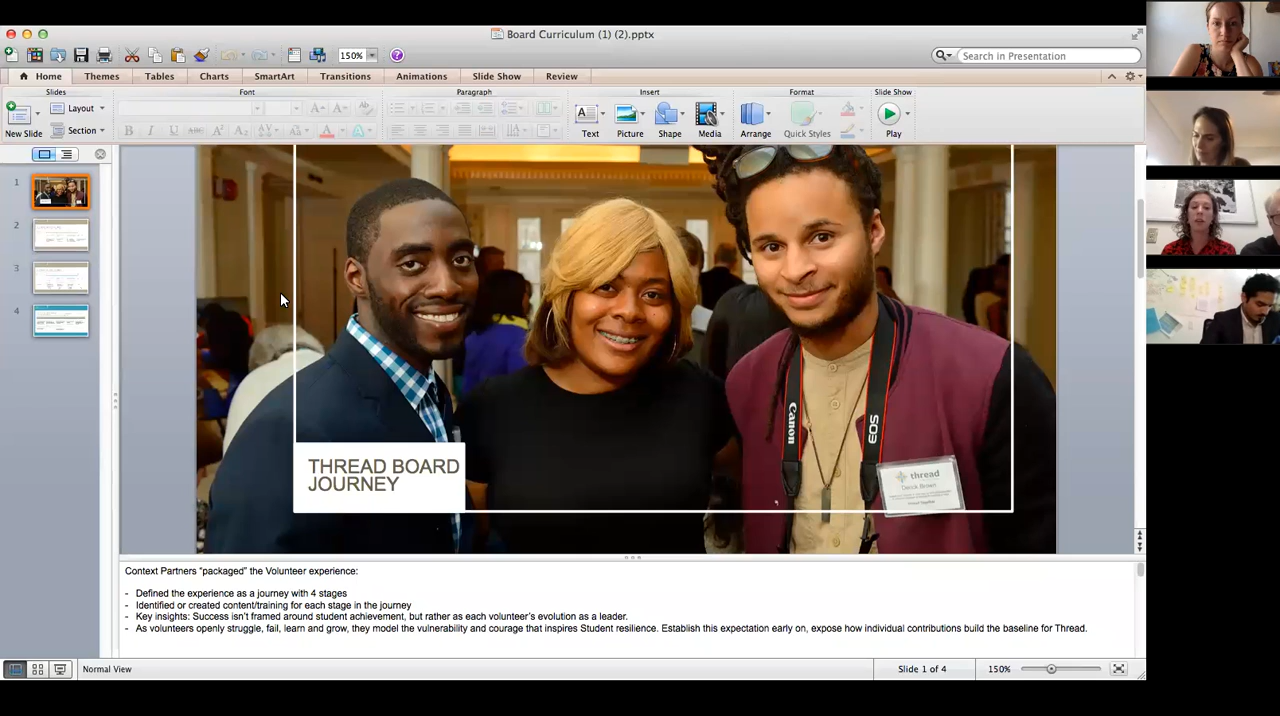 Board Curriculum (1) (2).pptx
150%
Search in Presentation
Home Themes Tables Charts SmartArt Transitions Animations Slide Show Review
Slides Font Paragraph Insert Format Slide Show
New Slide Layout Section
Text Picture Shape Media Arrange Quick Styles Play
1
2
3
4
THREAD BOARD
JOURNEY
Canon
EOS
thread
Context Partners “packaged” the Volunteer experience:
- Defined the experience as a journey with 4 stages
- Identified or created content/training for each stage in the journey
- Key insights: Success isn’t framed around student achievement, but rather as each volunteer’s evolution as a leader.
- As volunteers openly struggle, fail, learn and grow, they model the vulnerability and courage that inspires Student resilience. Establish this expectation early on, expose how individual contributions build the baseline for Thread.
Normal View
Slide 1 of 4
150%